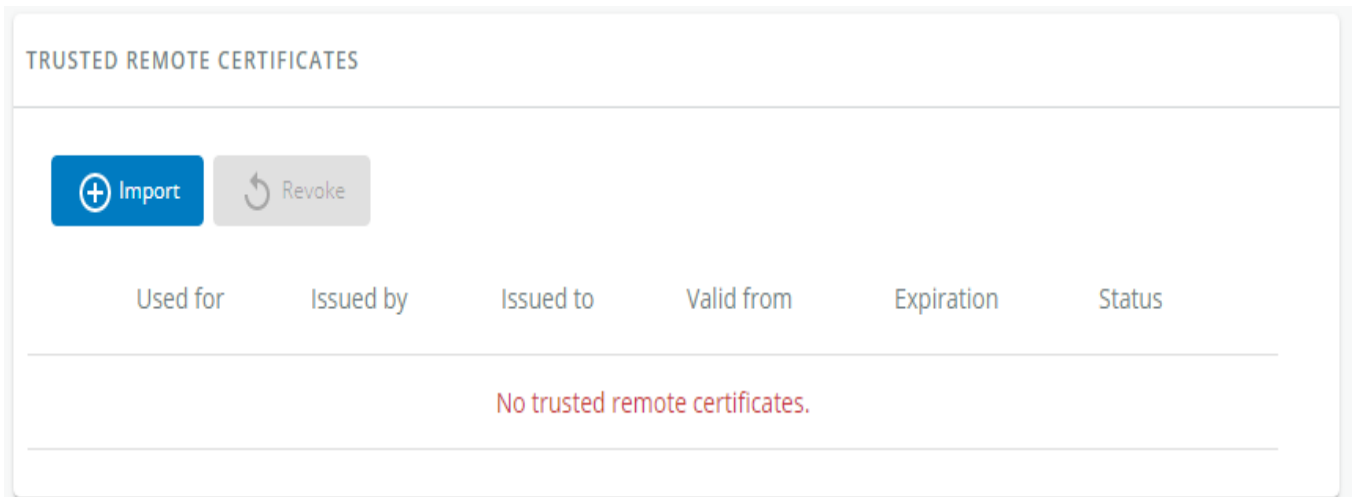 TRUSTED REMOTE CERTIFICATES
Import Revoke
Used for Issued by Issued to Valid from Expiration Status
No trusted remote certificates.